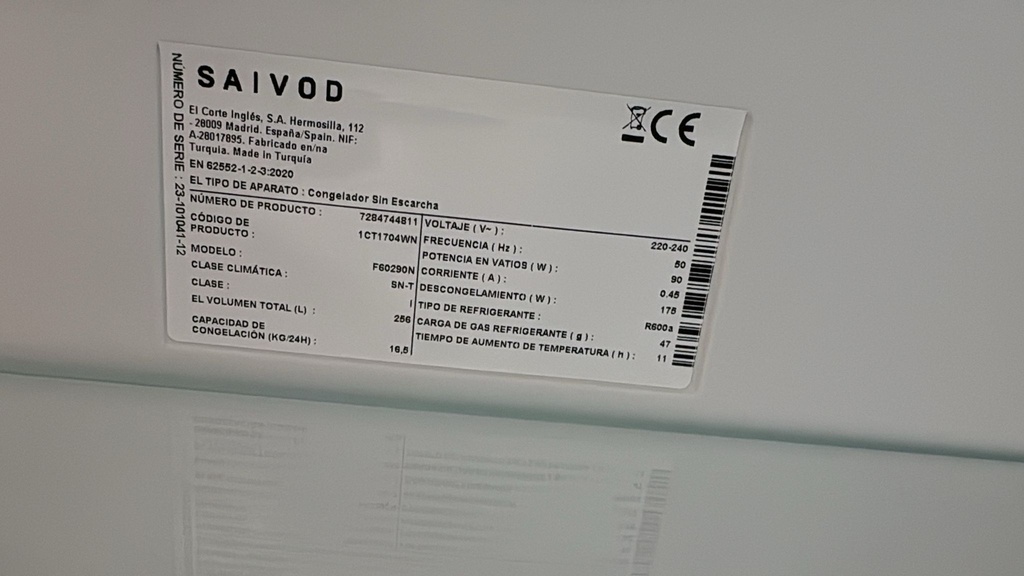 SAIVOD
CE
El Corte Inglés, S.A. Hermosilla, 112
- 28009 Madrid. España/Spain. NIF:
A-28017895. Fabricado en/na
Turquia. Made in Turquia
EN 62552-1-2-3:2020
EL TIPO DE APARATO : Congelador Sin Escarcha
NÚMERO DE PRODUCTO : 7284744811
CÓDIGO DE
PRODUCTO : 1CT1704WN
MODELO : F60290N
CLASE CLIMÁTICA : SN-T
CLASE : I
EL VOLUMEN TOTAL (L) : 256
CAPACIDAD DE
CONGELACIÓN (KG/24H) : 16,5
VOLTAJE ( V~ ) : 220-240
FRECUENCIA ( Hz ) : 50
POTENCIA EN VATIOS ( W ) : 90
CORRIENTE ( A ) : 0.45
DESCONGELAMIENTO ( W ) : 175
TIPO DE REFRIGERANTE : R600a
CARGA DE GAS REFRIGERANTE ( g ) : 47
TIEMPO DE AUMENTO DE TEMPERATURA ( h ) : 11
NÚMERO DE SERIE : 23-101041-12